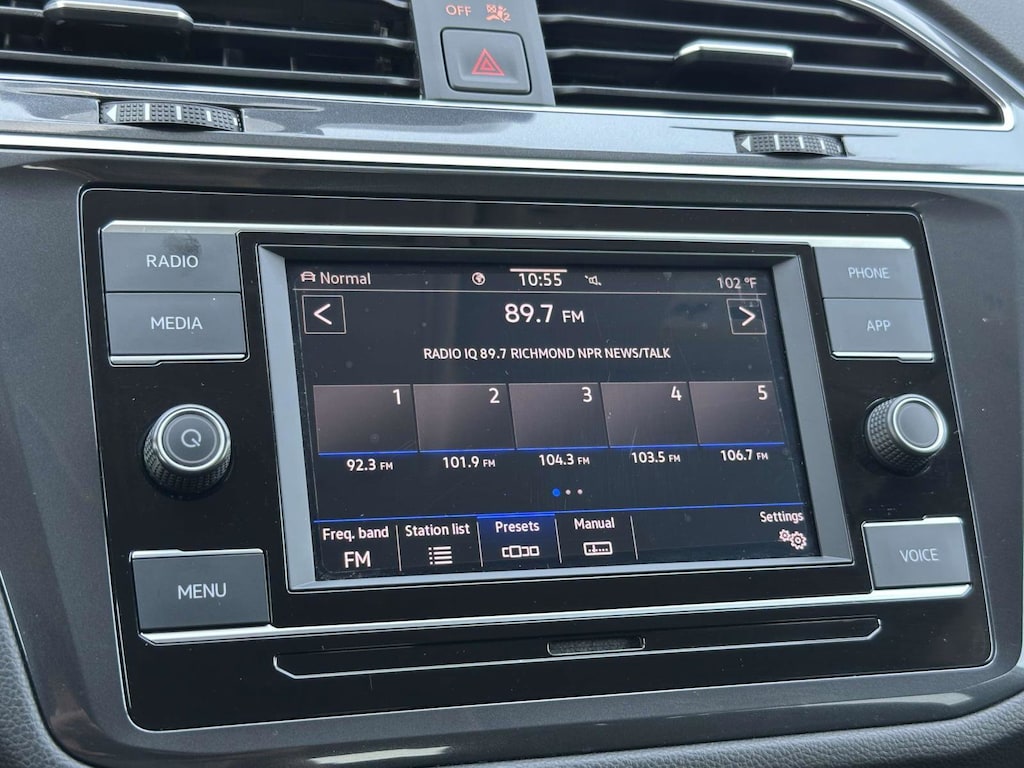 OFF
RADIO
MEDIA
PHONE
APP
Normal
10:55
102 °F
<
89.7 FM
>
RADIO IQ 89.7 RICHMOND NPR NEWS/TALK
1 2 3 4 5
92.3 FM 101.9 FM 104.3 FM 103.5 FM 106.7 FM
Freq. band Station list Presets Manual Settings
FM
MENU
VOICE